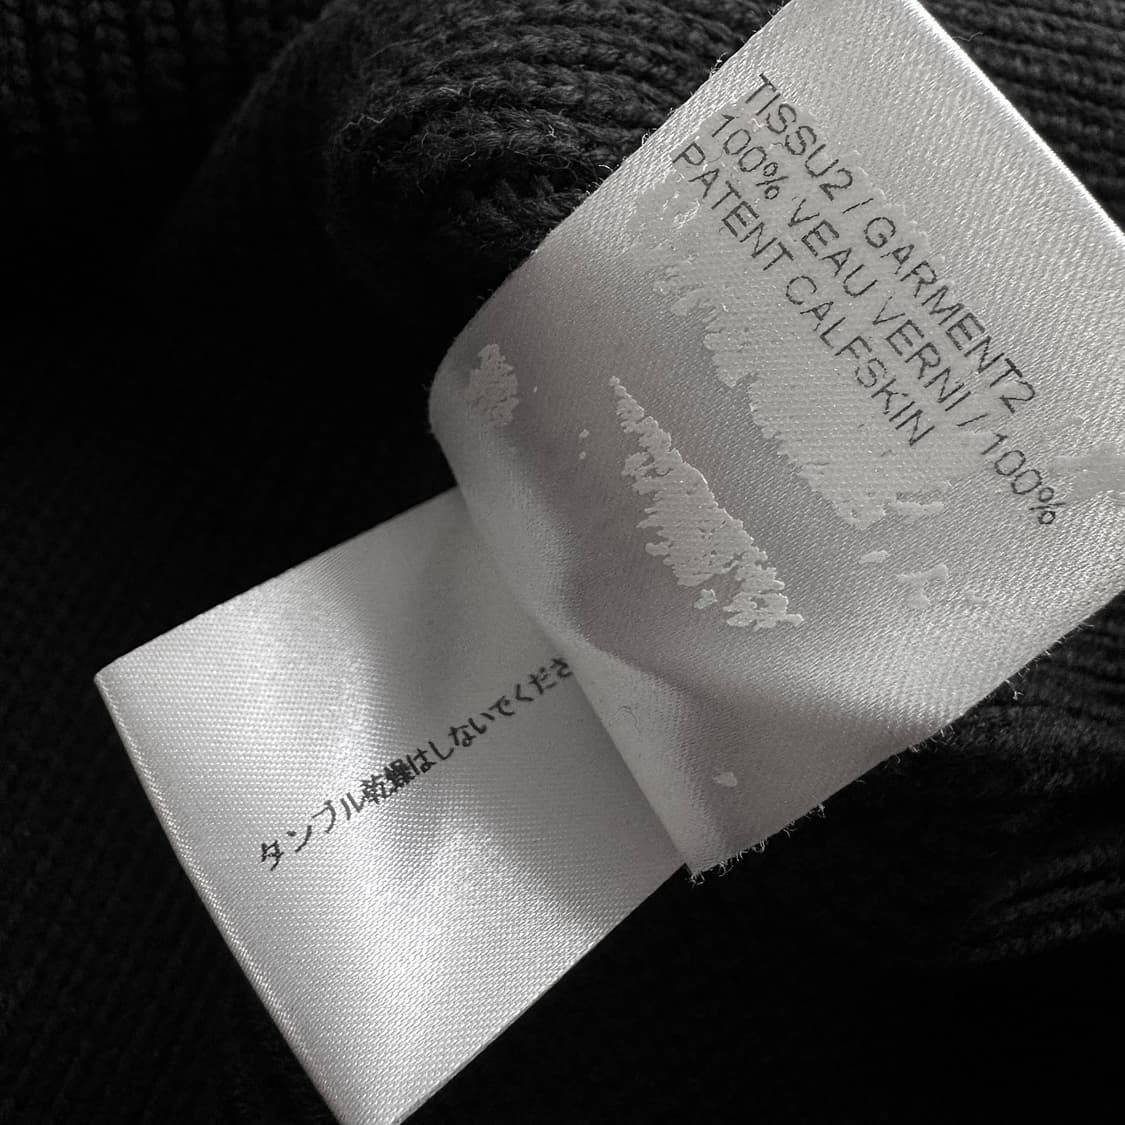 TISSU2 / GARMENT2
100% VEAU VERNI / 100%
PATENT CALFSKIN
タンブル乾燥はしないでくださ